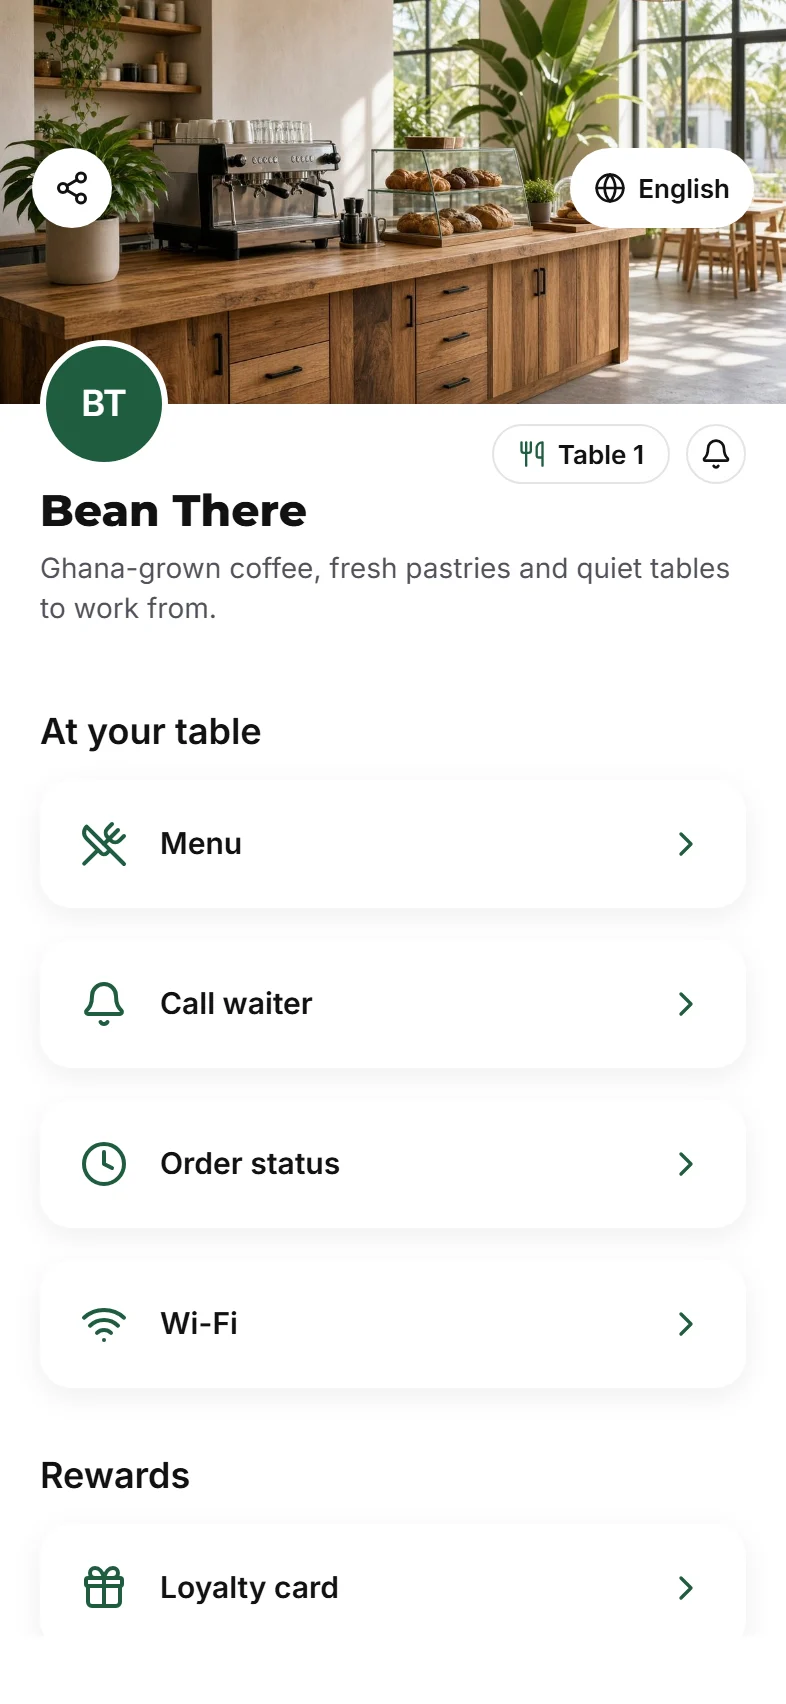 English
BT
Table 1
Bean There
Ghana-grown coffee, fresh pastries and quiet tables
to work from.
At your table
Menu
Call waiter
Order status
Wi-Fi
Rewards
Loyalty card